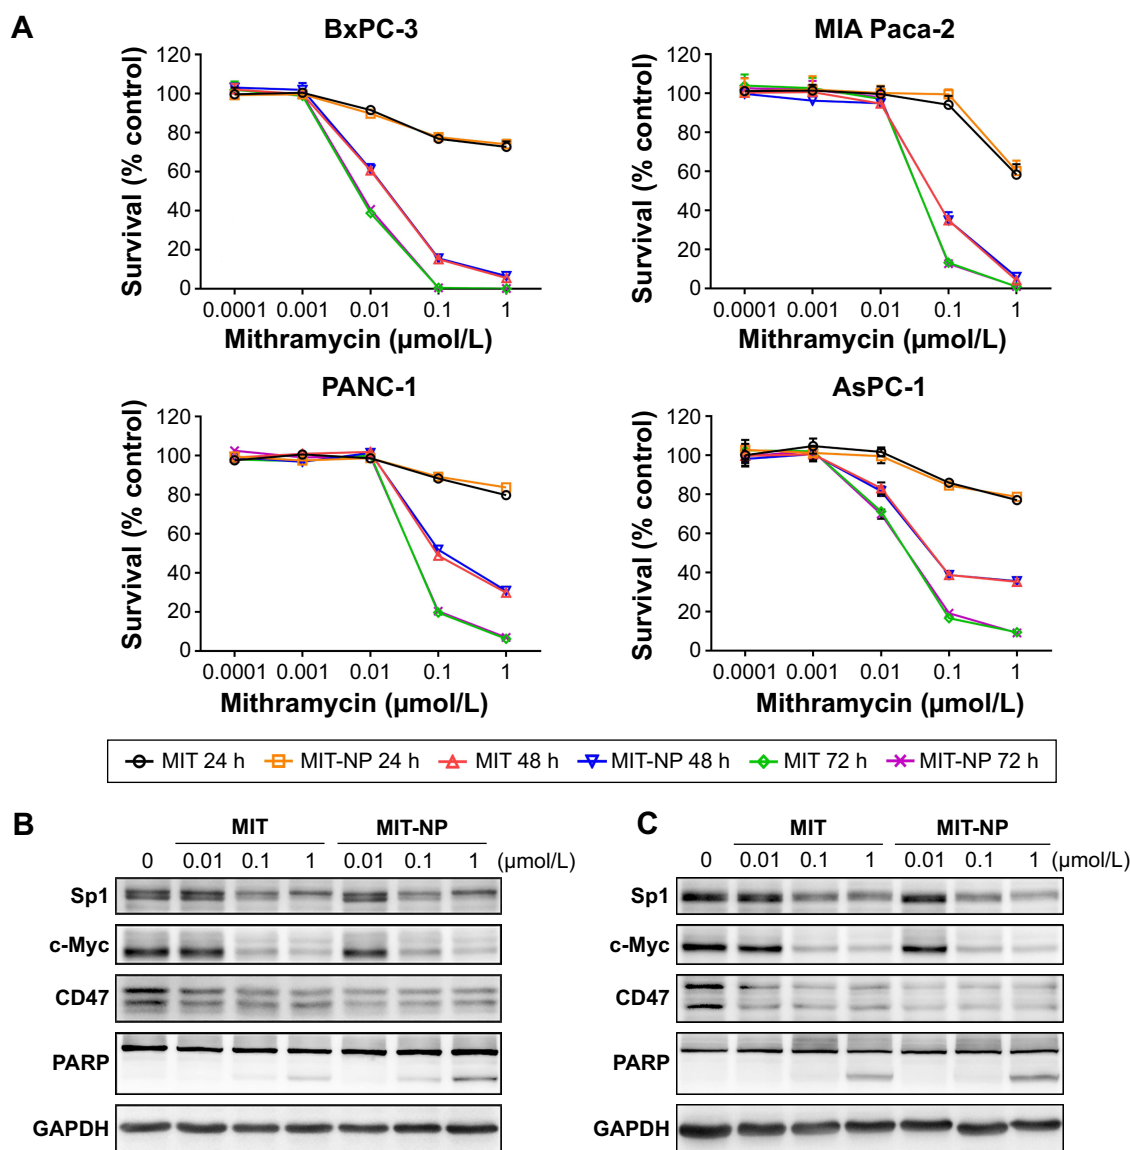 A
BxPC-3
Survival (% control)
120
100
80
60
40
20
0
0.0001 0.001 0.01 0.1 1
Mithramycin (µmol/L)
MIA Paca-2
Survival (% control)
120
100
80
60
40
20
0
0.0001 0.001 0.01 0.1 1
Mithramycin (µmol/L)
PANC-1
Survival (% control)
120
100
80
60
40
20
0
0.0001 0.001 0.01 0.1 1
Mithramycin (µmol/L)
AsPC-1
Survival (% control)
120
100
80
60
40
20
0
0.0001 0.001 0.01 0.1 1
Mithramycin (µmol/L)
MIT 24 h MIT-NP 24 h MIT 48 h MIT-NP 48 h MIT 72 h MIT-NP 72 h
B
MIT MIT-NP
0 0.01 0.1 1 0.01 0.1 1 (µmol/L)
Sp1
c-Myc
CD47
PARP
GAPDH
C
MIT MIT-NP
0 0.01 0.1 1 0.01 0.1 1 (µmol/L)
Sp1
c-Myc
CD47
PARP
GAPDH